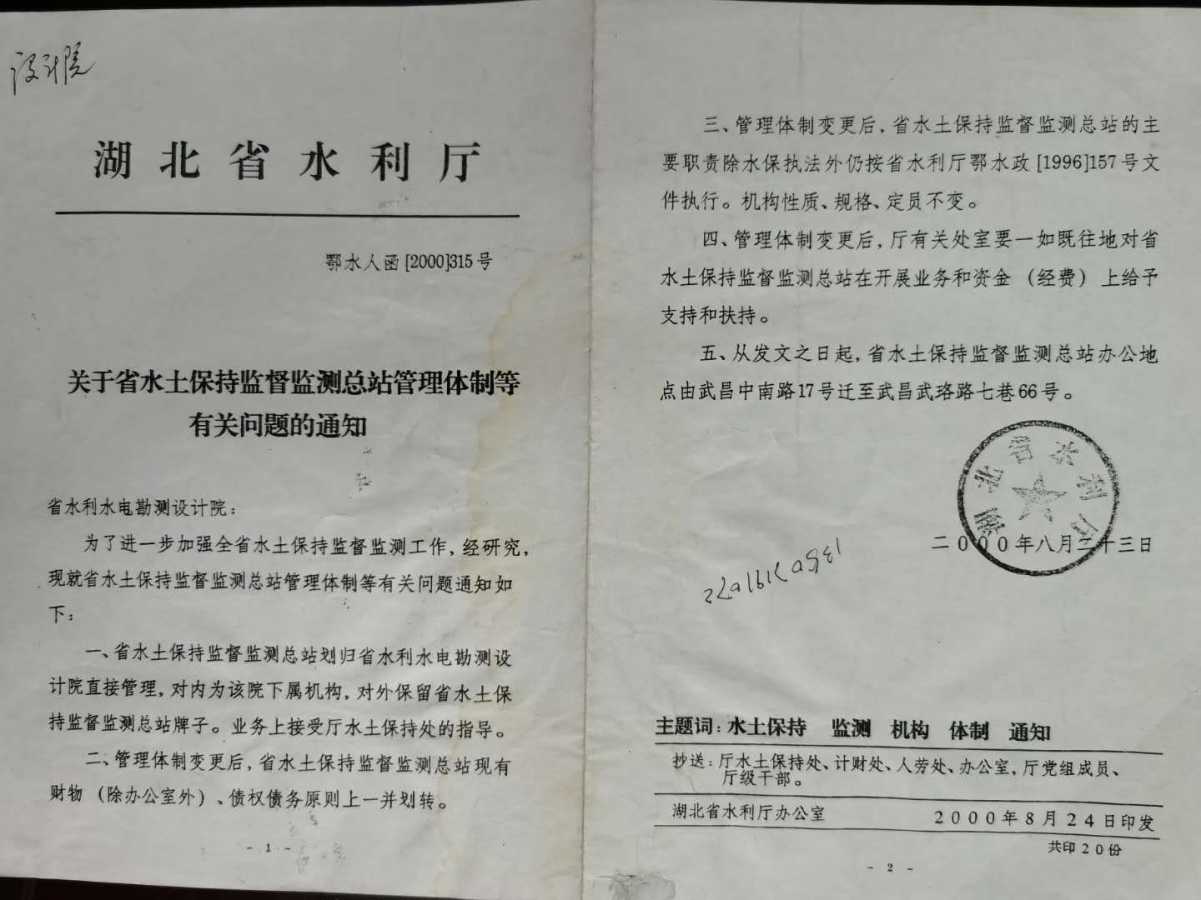 设计院
湖北省水利厅
鄂水人函[2000]315号
关于省水土保持监督监测总站管理体制等
有关问题的通知
省水利水电勘测设计院：
为了进一步加强全省水土保持监督监测工作，经研究，
现就省水土保持监督监测总站管理体制等有关问题通知如
下：
一、省水土保持监督监测总站划归省水利水电勘测设
计院直接管理，对内为该院下属机构，对外保留省水土保
持监督监测总站牌子。业务上接受厅水土保持处的指导。
二、管理体制变更后，省水土保持监督监测总站现有
财物（除办公室外）、债权债务原则上一并划转。
- 1 -
三、管理体制变更后，省水土保持监督监测总站的主
要职责除水保执法外仍按省水利厅鄂水政[1996]157号文
件执行。机构性质、规格、定员不变。
四、管理体制变更后，厅有关处室要一如既往地对省
水土保持监督监测总站在开展业务和资金（经费）上给予
支持和扶持。
五、从发文之日起，省水土保持监督监测总站办公地
点由武昌中南路17号迁至武昌武珞路七巷66号。
湖北省水利厅
二000年八月二十三日
主题词：水土保持 监测 机构 体制 通知
抄送：厅水土保持处、计财处、人劳处、办公室，厅党组成员、
厅级干部。
湖北省水利厅办公室 2000年8月24日印发
共印20份
- 2 -